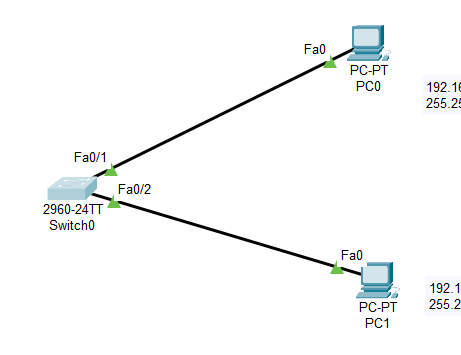 Fa0
PC-PT
PC0
192.16
255.25
Fa0/1
Fa0/2
2960-24TT
Switch0
Fa0
PC-PT
PC1
192.1
255.2